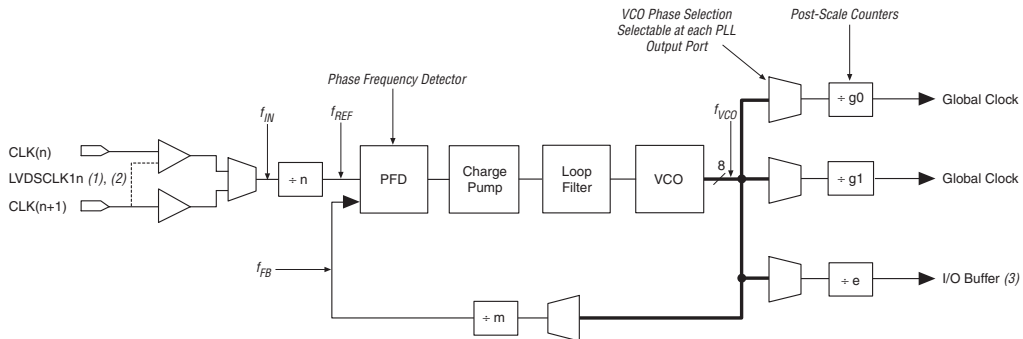 VCO Phase Selection
Selectable at each PLL
Output Port
Post-Scale Counters
Phase Frequency Detector
f_IN
f_REF
f_VCO
÷ g0
Global Clock
CLK(n)
LVDSCLK1n (1), (2)
CLK(n+1)
÷ n
PFD
Charge
Pump
Loop
Filter
VCO
8
÷ g1
Global Clock
f_FB
÷ e
I/O Buffer (3)
÷ m